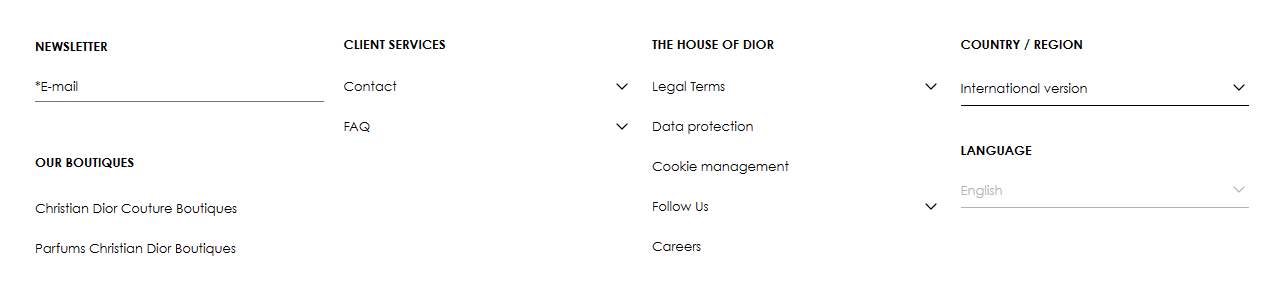 NEWSLETTER
*E-mail
OUR BOUTIQUES
Christian Dior Couture Boutiques
Parfums Christian Dior Boutiques
CLIENT SERVICES
Contact
FAQ
THE HOUSE OF DIOR
Legal Terms
Data protection
Cookie management
Follow Us
Careers
COUNTRY / REGION
International version
LANGUAGE
English